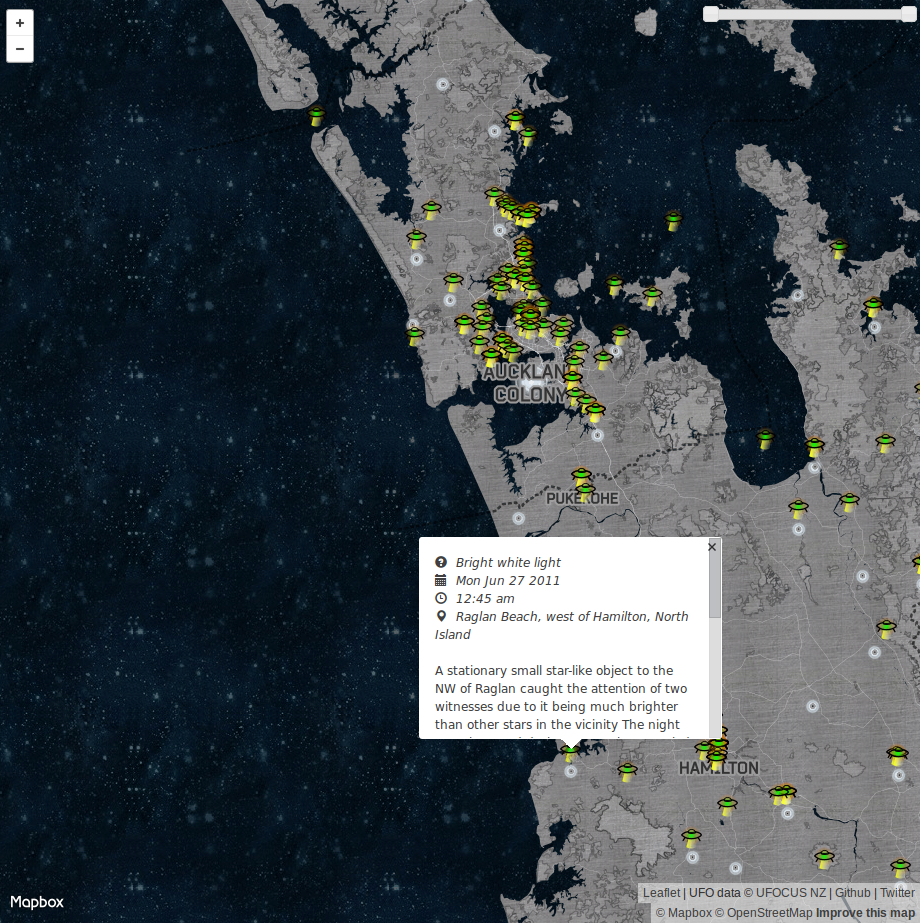 +
−
AUCKLAN
COLONY
PUKEKOHE
×
Bright white light
Mon Jun 27 2011
12:45 am
Raglan Beach, west of Hamilton, North
Island
A stationary small star-like object to the
NW of Raglan caught the attention of two
witnesses due to it being much brighter
than other stars in the vicinity The night
HAMILTON
Mapbox
Leaflet | UFO data © UFOCUS NZ | Github | Twitter
© Mapbox © OpenStreetMap Improve this map